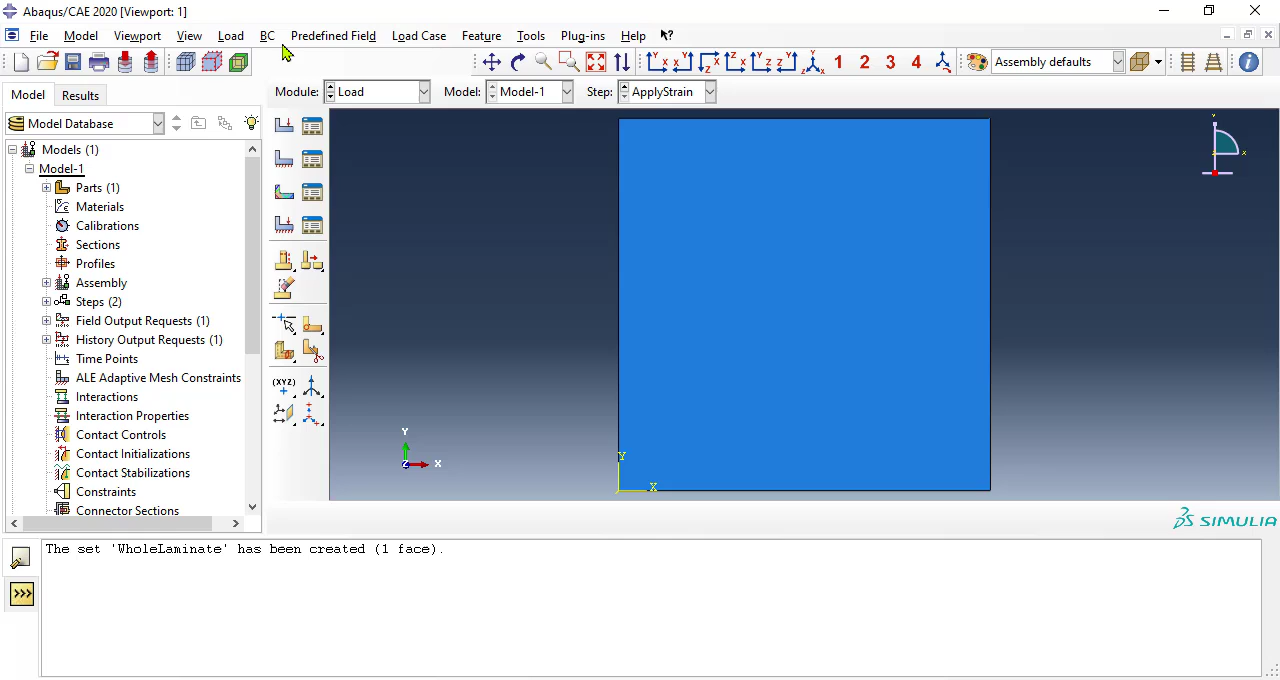 Abaqus/CAE 2020 [Viewport: 1]
File Model Viewport View Load BC Predefined Field Load Case Feature Tools Plug-ins Help
1 2 3 4 Assembly defaults
Model Results Module: Load Model: Model-1 Step: ApplyStrain
Model Database
Models (1)
Model-1
Parts (1)
Materials
Calibrations
Sections
Profiles
Assembly
Steps (2)
Field Output Requests (1)
History Output Requests (1)
Time Points
ALE Adaptive Mesh Constraints
Interactions
Interaction Properties
Contact Controls
Contact Initializations
Contact Stabilizations
Constraints
Connector Sections
(XYZ)
Y
Z X
Y
X
SIMULIA
The set 'WholeLaminate' has been created (1 face).
>>>